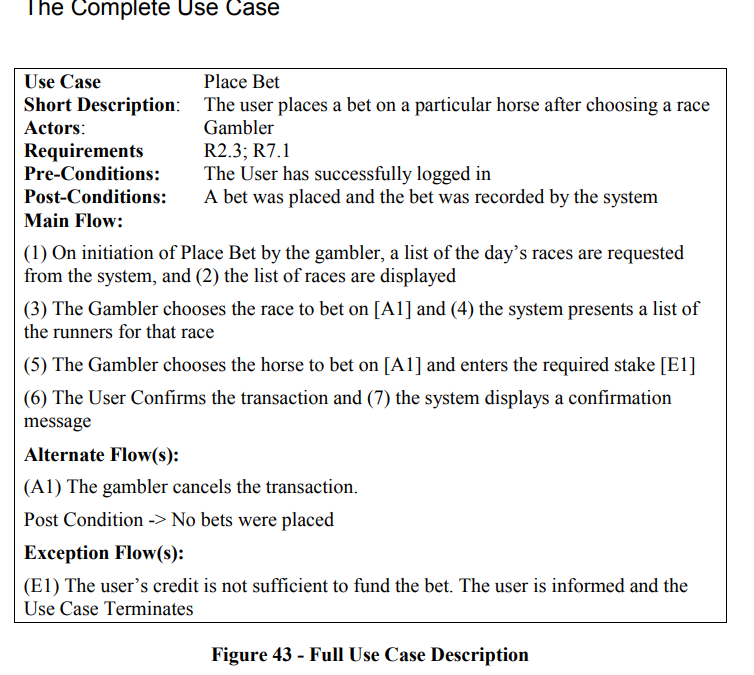 The Complete Use Case
Use Case Place Bet
Short Description: The user places a bet on a particular horse after choosing a race
Actors: Gambler
Requirements R2.3; R7.1
Pre-Conditions: The User has successfully logged in
Post-Conditions: A bet was placed and the bet was recorded by the system
Main Flow:
(1) On initiation of Place Bet by the gambler, a list of the day’s races are requested
from the system, and (2) the list of races are displayed
(3) The Gambler chooses the race to bet on [A1] and (4) the system presents a list of
the runners for that race
(5) The Gambler chooses the horse to bet on [A1] and enters the required stake [E1]
(6) The User Confirms the transaction and (7) the system displays a confirmation
message
Alternate Flow(s):
(A1) The gambler cancels the transaction.
Post Condition -> No bets were placed
Exception Flow(s):
(E1) The user’s credit is not sufficient to fund the bet. The user is informed and the
Use Case Terminates
Figure 43 - Full Use Case Description